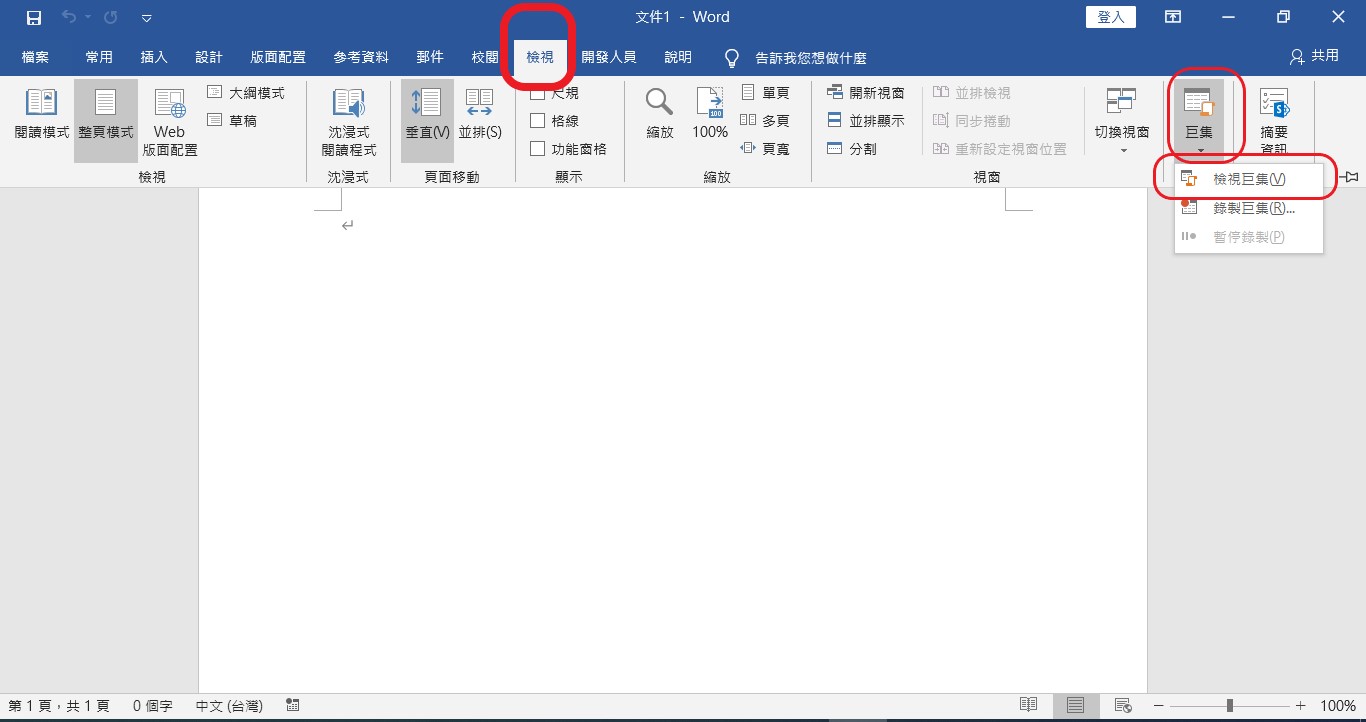 文件1 - Word
登入
檔案 常用 插入 設計 版面配置 參考資料 郵件 校閱 檢視 開發人員 說明 告訴我您想做什麼 共用
閱讀模式
整頁模式
Web
版面配置
大綱模式
草稿
檢視
沈浸式
閱讀程式
沈浸式
垂直(V)
並排(S)
頁面移動
尺規
格線
功能窗格
顯示
縮放
100
100%
單頁
多頁
頁寬
縮放
開新視窗
並排顯示
分割
並排檢視
同步捲動
重新設定視窗位置
切換視窗
視窗
巨集
摘要
資訊
檢視巨集(V)
錄製巨集(R)...
暫停錄製(P)
第 1 頁，共 1 頁 0 個字 中文 (台灣) 100%